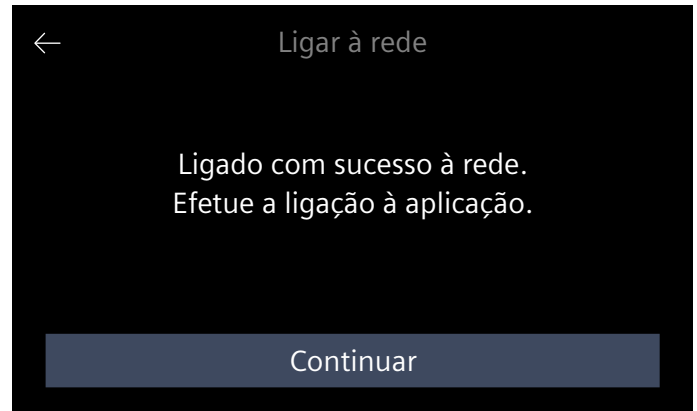 Ligar à rede
Ligado com sucesso à rede.
Efetue a ligação à aplicação.
Continuar